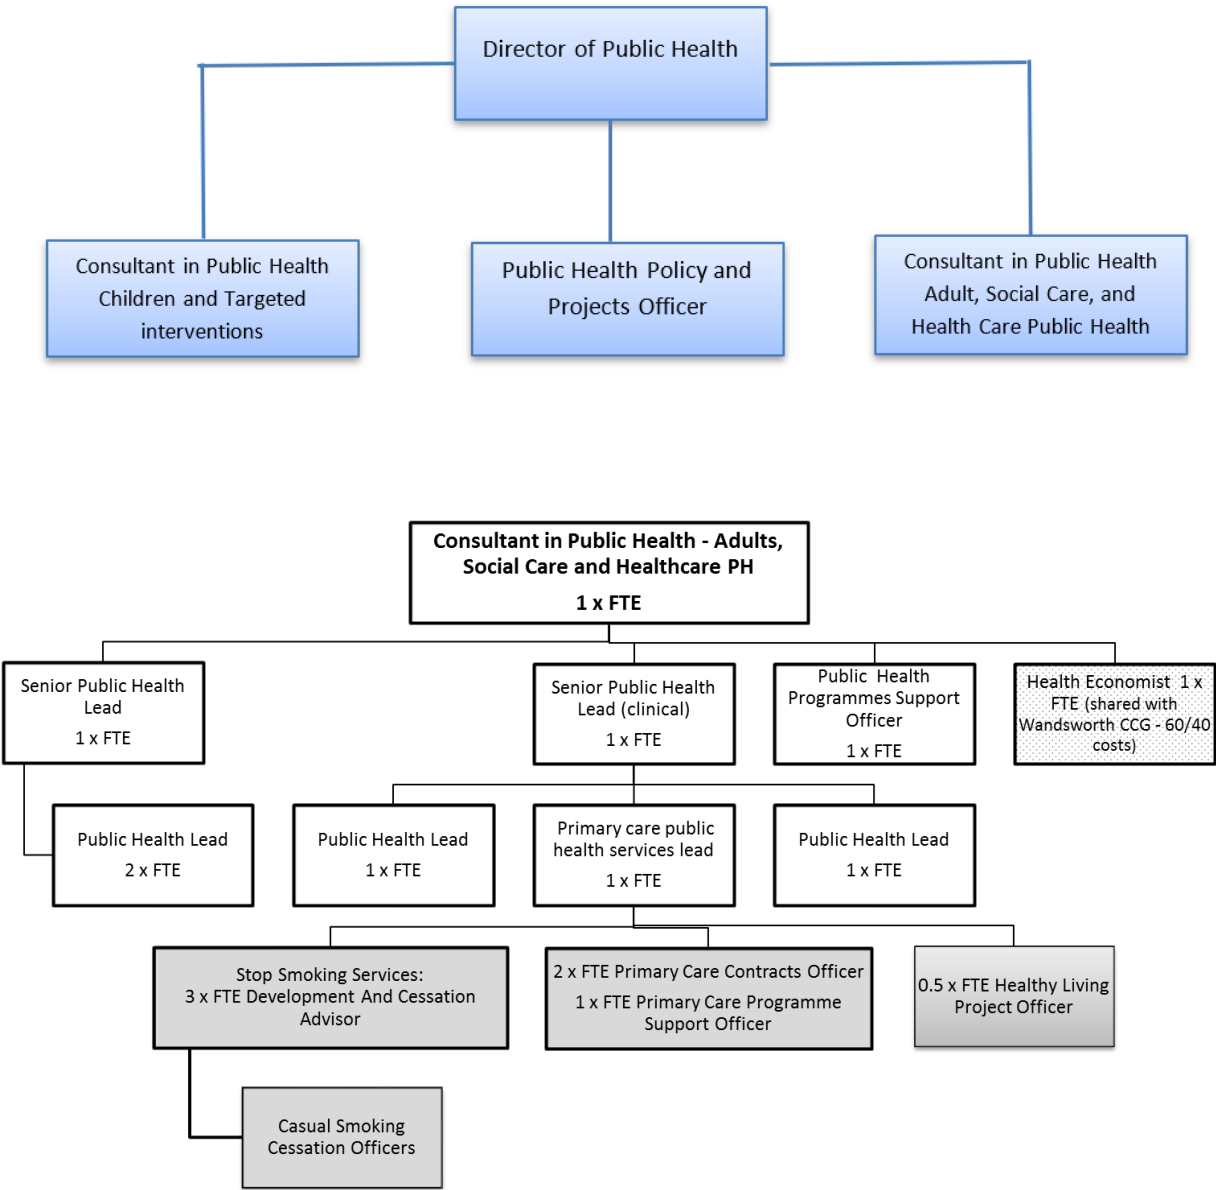 Director of Public Health
Consultant in Public Health
Children and Targeted
interventions
Public Health Policy and
Projects Officer
Consultant in Public Health
Adult, Social Care, and
Health Care Public Health
Consultant in Public Health - Adults,
Social Care and Healthcare PH
1 x FTE
Senior Public Health
Lead
1 x FTE
Senior Public Health
Lead (clinical)
1 x FTE
Public Health
Programmes Support
Officer
1 x FTE
Health Economist 1 x
FTE (shared with
Wandsworth CCG - 60/40
costs)
Public Health Lead
2 x FTE
Public Health Lead
1 x FTE
Primary care public
health services lead
1 x FTE
Public Health Lead
1 x FTE
Stop Smoking Services:
3 x FTE Development And Cessation
Advisor
2 x FTE Primary Care Contracts Officer
1 x FTE Primary Care Programme
Support Officer
0.5 x FTE Healthy Living
Project Officer
Casual Smoking
Cessation Officers